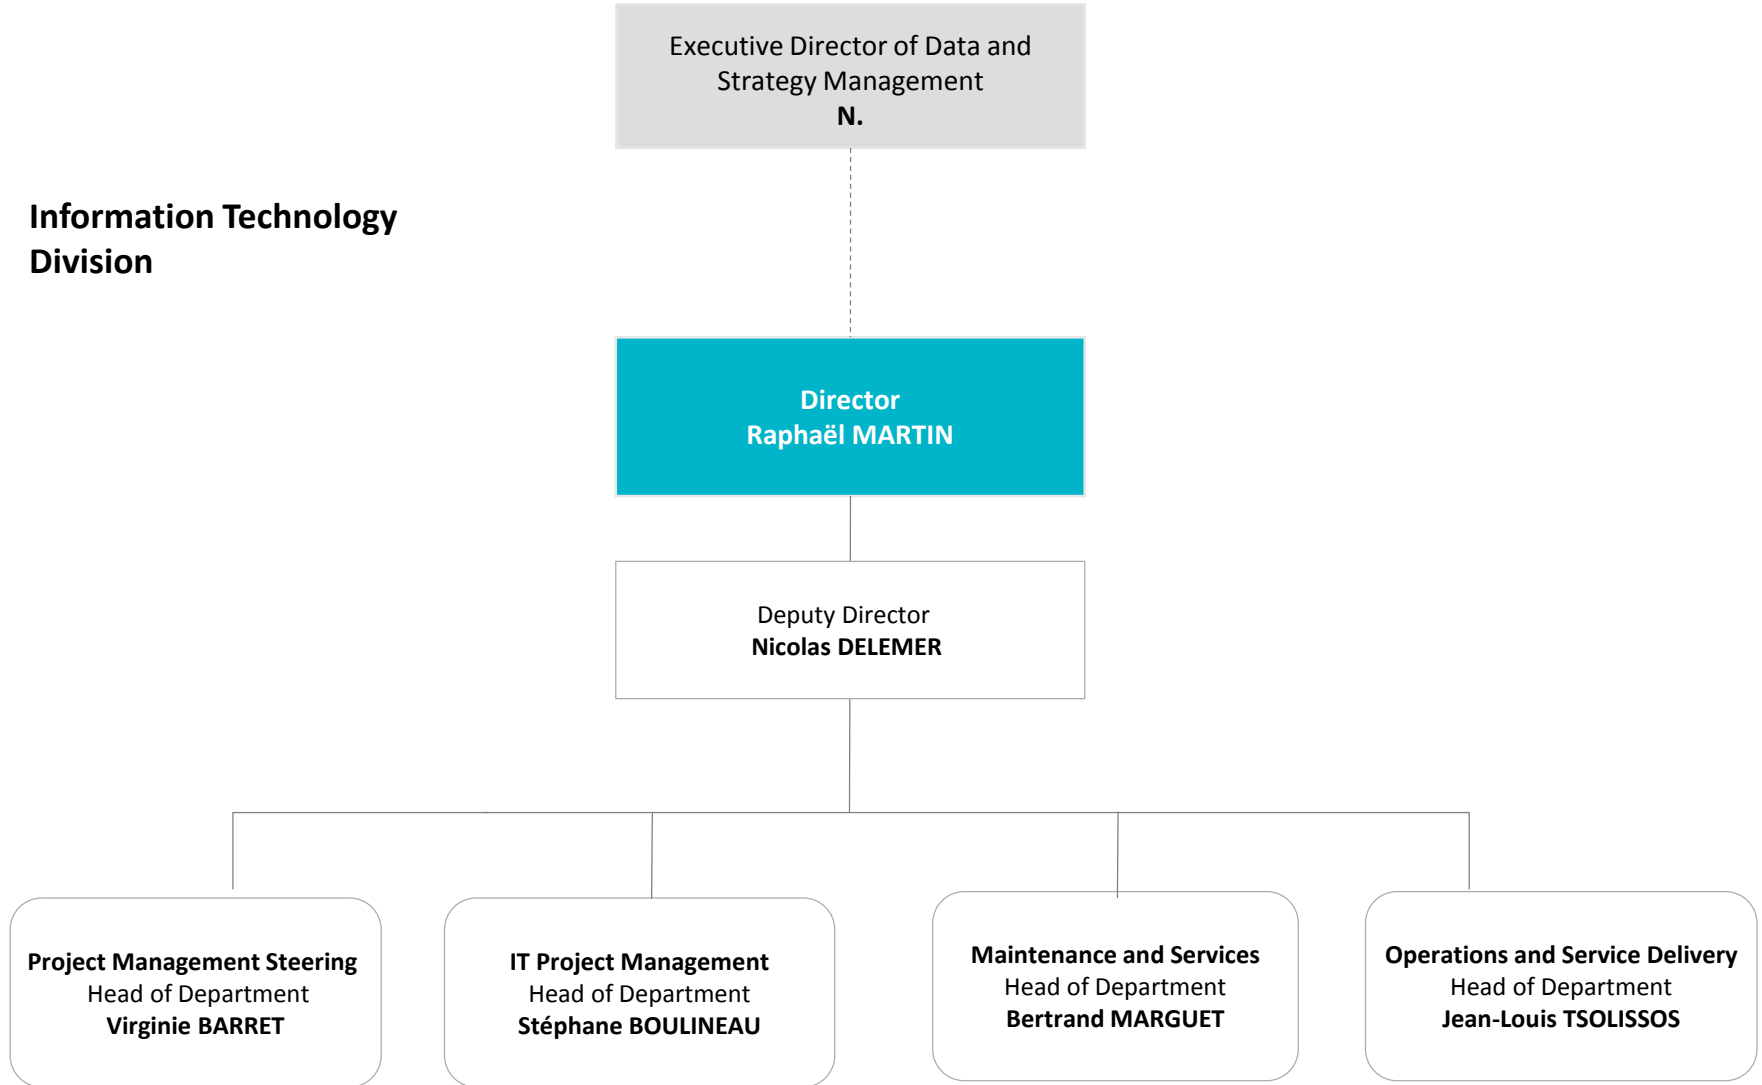 Executive Director of Data and
Strategy Management
N.
Information Technology
Division
Director
Raphaël MARTIN
Deputy Director
Nicolas DELEMER
Project Management Steering
Head of Department
Virginie BARRET
IT Project Management
Head of Department
Stéphane BOULINEAU
Maintenance and Services
Head of Department
Bertrand MARGUET
Operations and Service Delivery
Head of Department
Jean-Louis TSOLISSOS